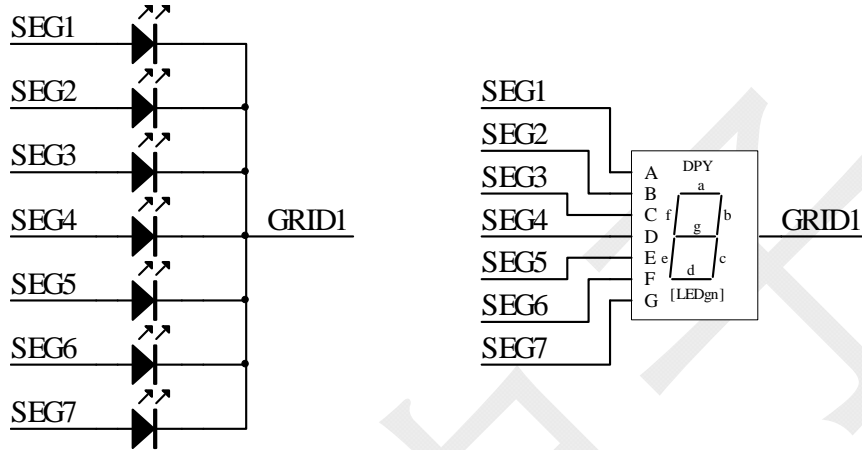 SEG1
SEG2
SEG3
SEG4
SEG5
SEG6
SEG7
GRID1
SEG1
SEG2
SEG3
SEG4
SEG5
SEG6
SEG7
A
B
C
D
E
F
G
DPY
a
f
b
g
e
c
d
[LEDgn]
GRID1